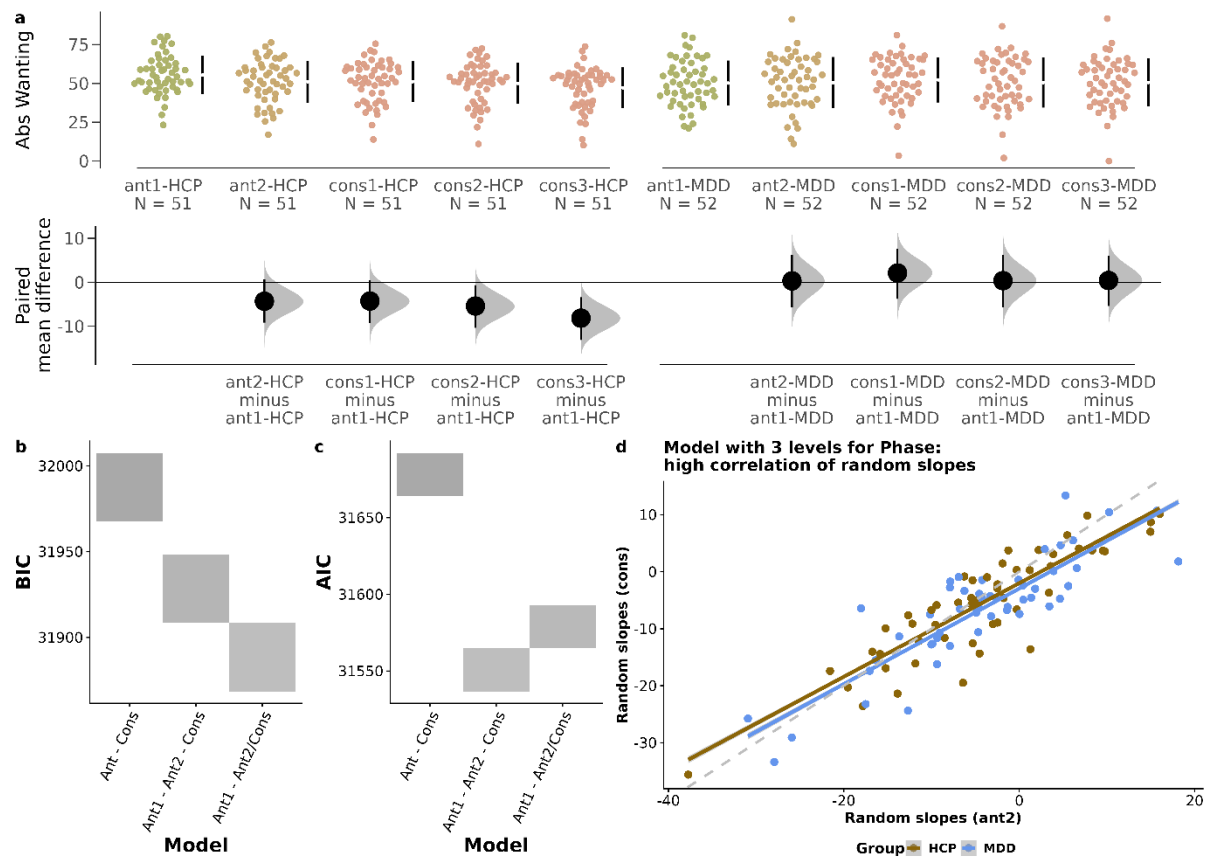 a
Abs Wanting
75
50
25
0
ant1-HCP ant2-HCP cons1-HCP cons2-HCP cons3-HCP ant1-MDD ant2-MDD cons1-MDD cons2-MDD cons3-MDD
N = 51 N = 51 N = 51 N = 51 N = 51 N = 52 N = 52 N = 52 N = 52 N = 52
Paired
mean difference
10
0
-10
ant2-HCP cons1-HCP cons2-HCP cons3-HCP ant2-MDD cons1-MDD cons2-MDD cons3-MDD
minus minus minus minus minus minus minus minus
ant1-HCP ant1-HCP ant1-HCP ant1-HCP ant1-MDD ant1-MDD ant1-MDD ant1-MDD
b
BIC
32000
31950
31900
Ant - Cons
Ant1 - Ant2 - Cons
Ant1 - Ant2/Cons
Model
c
AIC
31650
31600
31550
Ant - Cons
Ant1 - Ant2 - Cons
Ant1 - Ant2/Cons
Model
d
Model with 3 levels for Phase:
high correlation of random slopes
Random slopes (cons)
10
0
-10
-20
-30
-40 -20 0 20
Random slopes (ant2)
Group HCP MDD